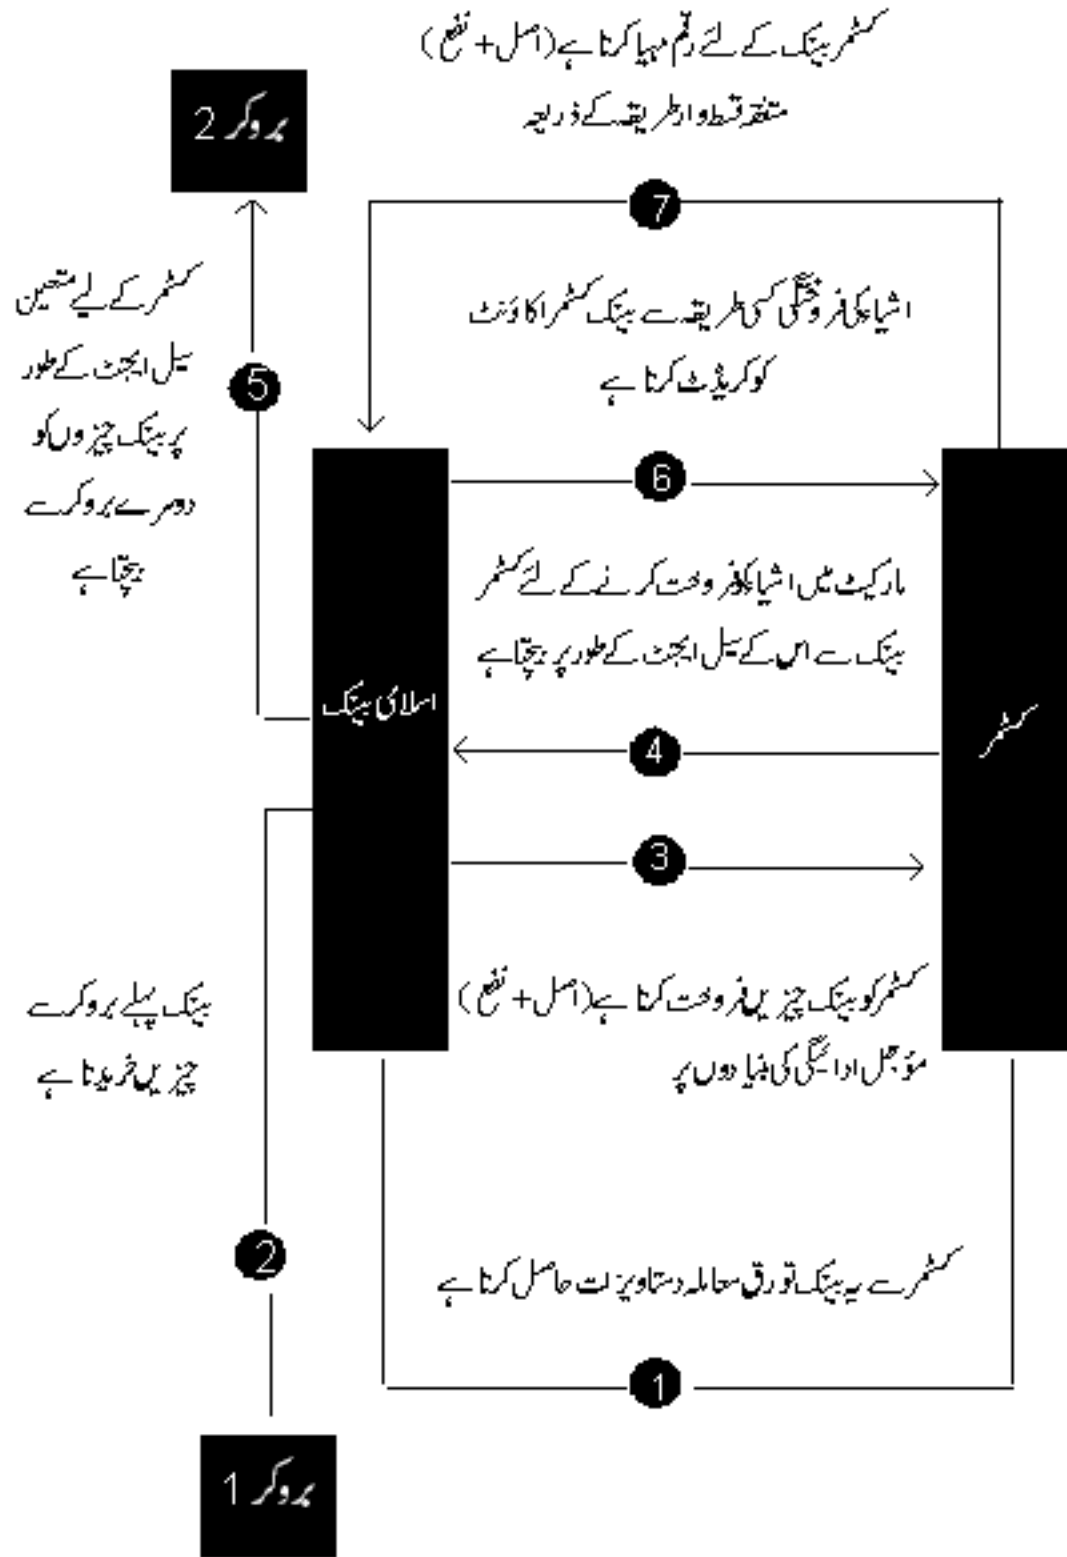 کسٹمر بینک کے لئے رقم مہیا کرتا ہے (اصل + نفع)
متفقہ قسط وار طریقہ کے ذریعہ
بروکر 2
7
کسٹمر کے لیے متعین
سیل ایجنٹ کے طور
پر بینک چیزوں کو
دوسرے بروکر سے
بیچتا ہے
5
اشیاء کی فروختگی کسی طریقہ سے بینک کسٹمر اکاؤنٹ
کو کریڈٹ کرتا ہے
6
مارکیٹ میں اشیاء کو فروخت کرنے کے لئے کسٹمر
بینک سے اس کے سیل ایجنٹ کے طور پر بیچتا ہے
اسلامی بینک
کسٹمر
4
3
کسٹمر کو بینک چیزیں فروخت کرتا ہے (اصل + نفع)
مؤجل ادائیگی کی بنیادوں پر
بینک پہلے بروکر سے
چیزیں خریدتا ہے
2
کسٹمر سے یہ بینک تورق معاملہ دستاویزات حاصل کرتا ہے
1
بروکر 1